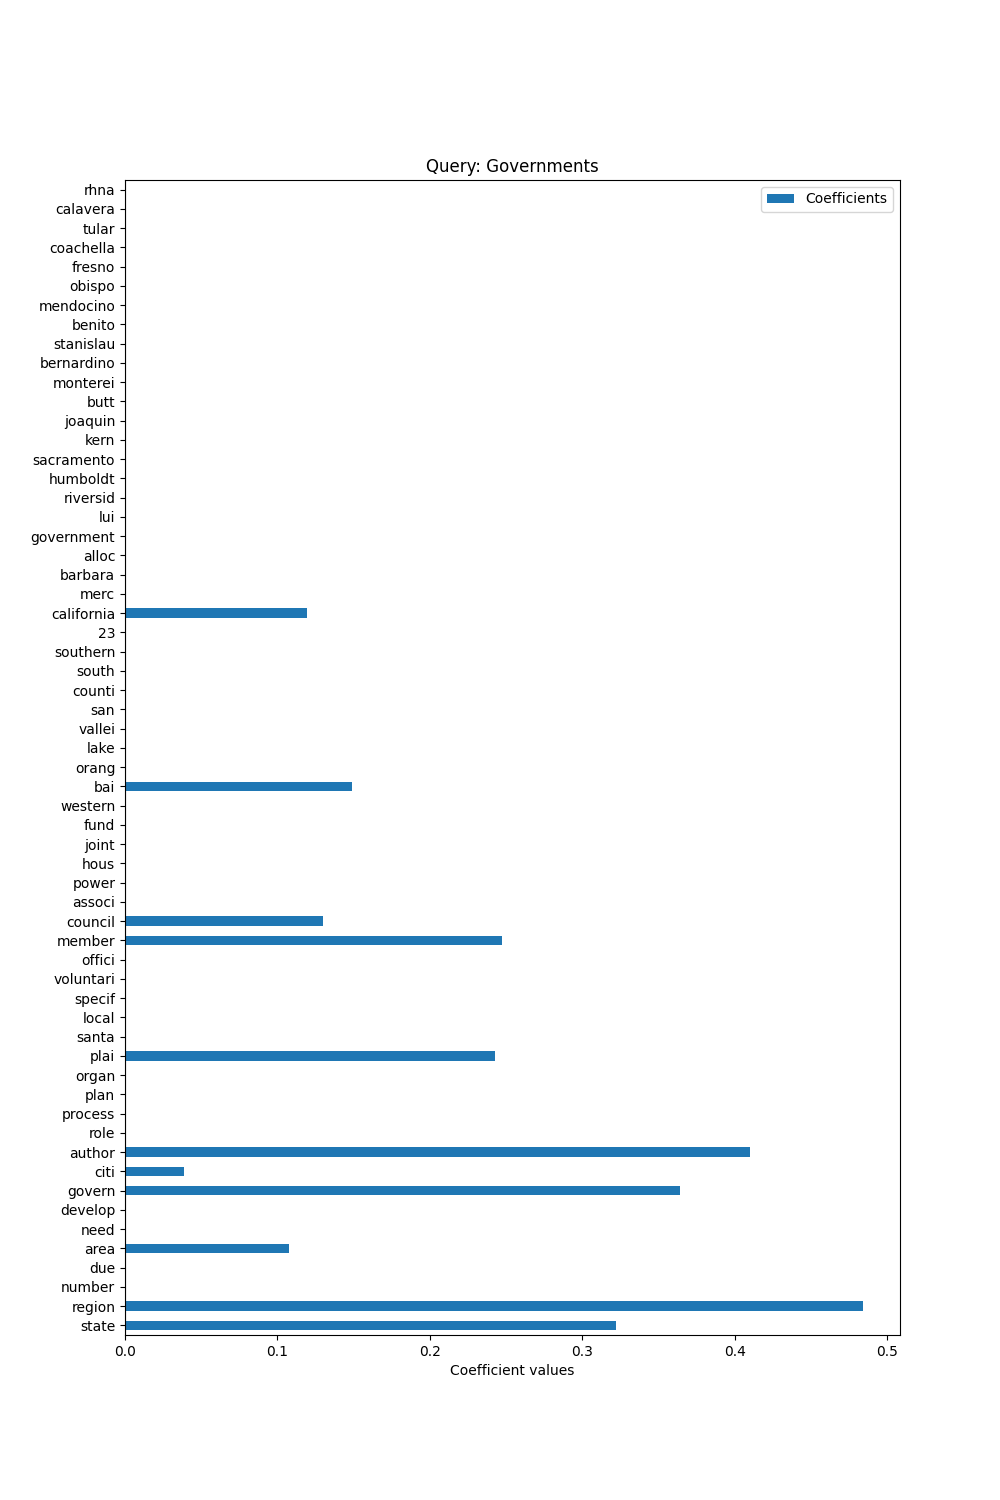 Query: Governments
Coefficients
rhna
calavera
tular
coachella
fresno
obispo
mendocino
benito
stanislau
bernardino
monterei
butt
joaquin
kern
sacramento
humboldt
riversid
lui
government
alloc
barbara
merc
california
23
southern
south
counti
san
vallei
lake
orang
bai
western
fund
joint
hous
power
associ
council
member
offici
voluntari
specif
local
santa
plai
organ
plan
process
role
author
citi
govern
develop
need
area
due
number
region
state
0.0 0.1 0.2 0.3 0.4 0.5
Coefficient values